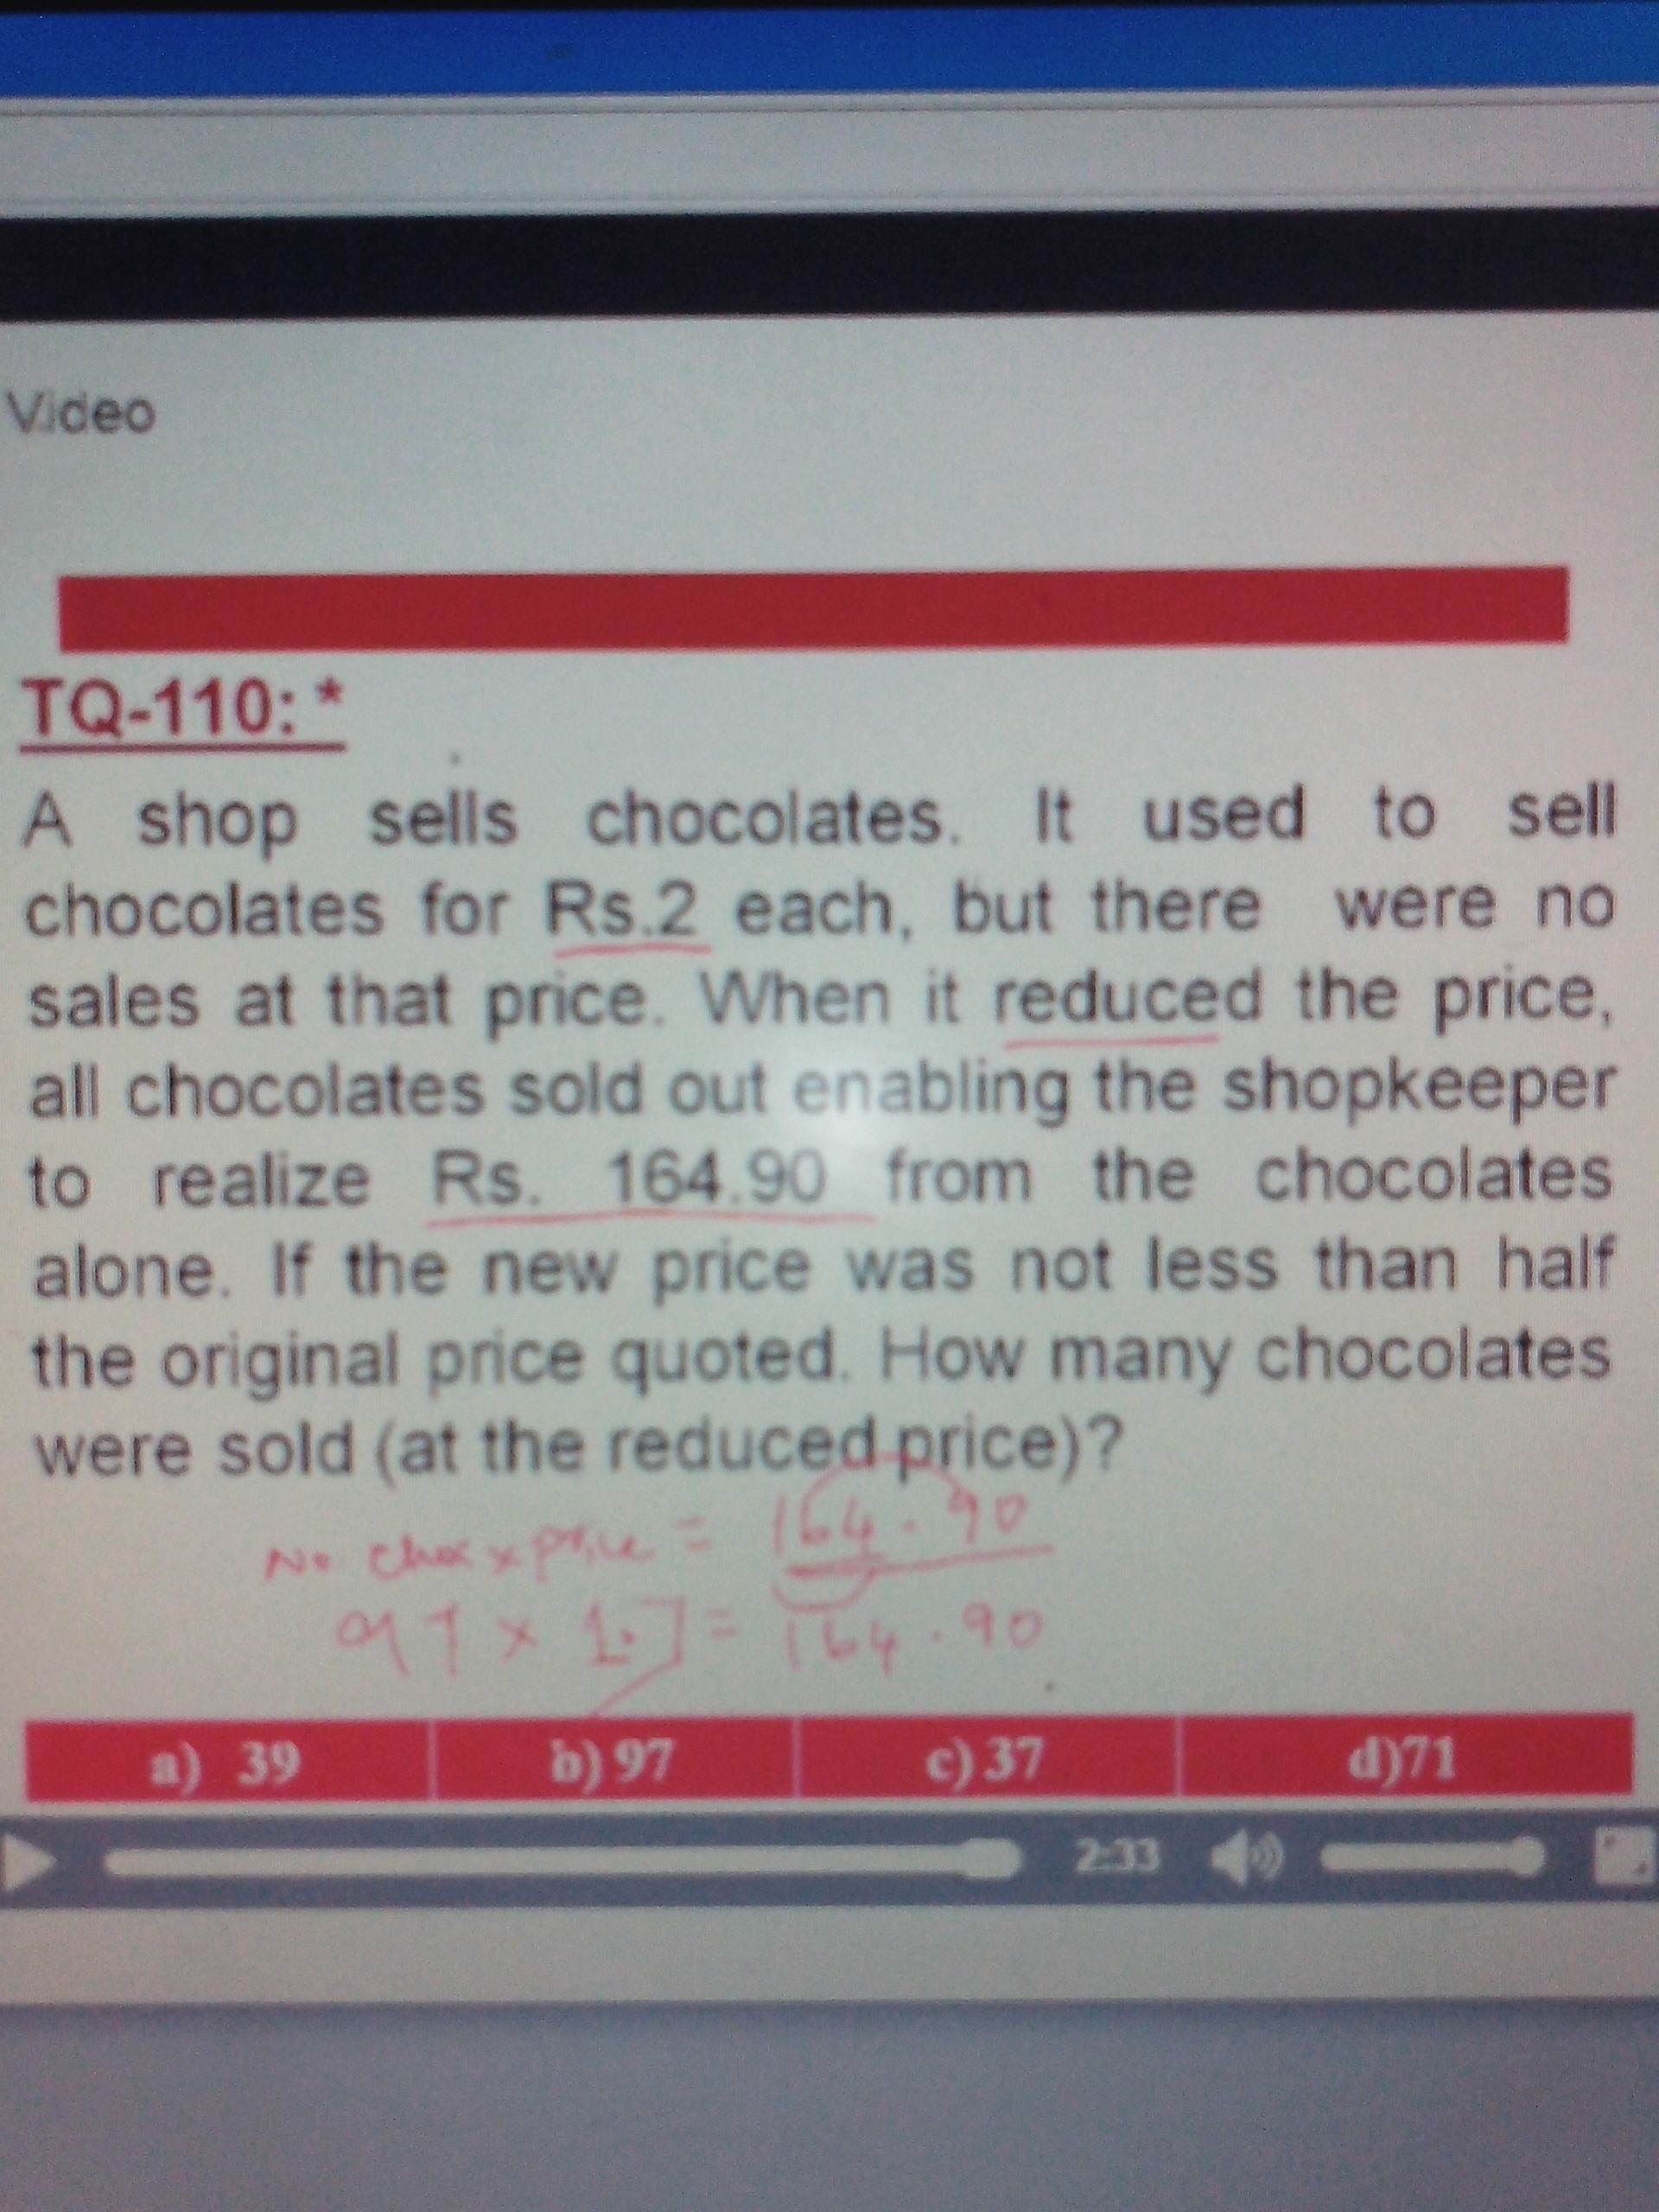 Video
TQ-110: *
A shop sells chocolates. It used to sell
chocolates for Rs.2 each, but there were no
sales at that price. When it reduced the price,
all chocolates sold out enabling the shopkeeper
to realize Rs. 164.90 from the chocolates
alone. If the new price was not less than half
the original price quoted. How many chocolates
were sold (at the reduced price)?
No. chox x price = 164.90
97 x 1.7 = 164.90
a) 39 b) 97 c) 37 d)71
2:33